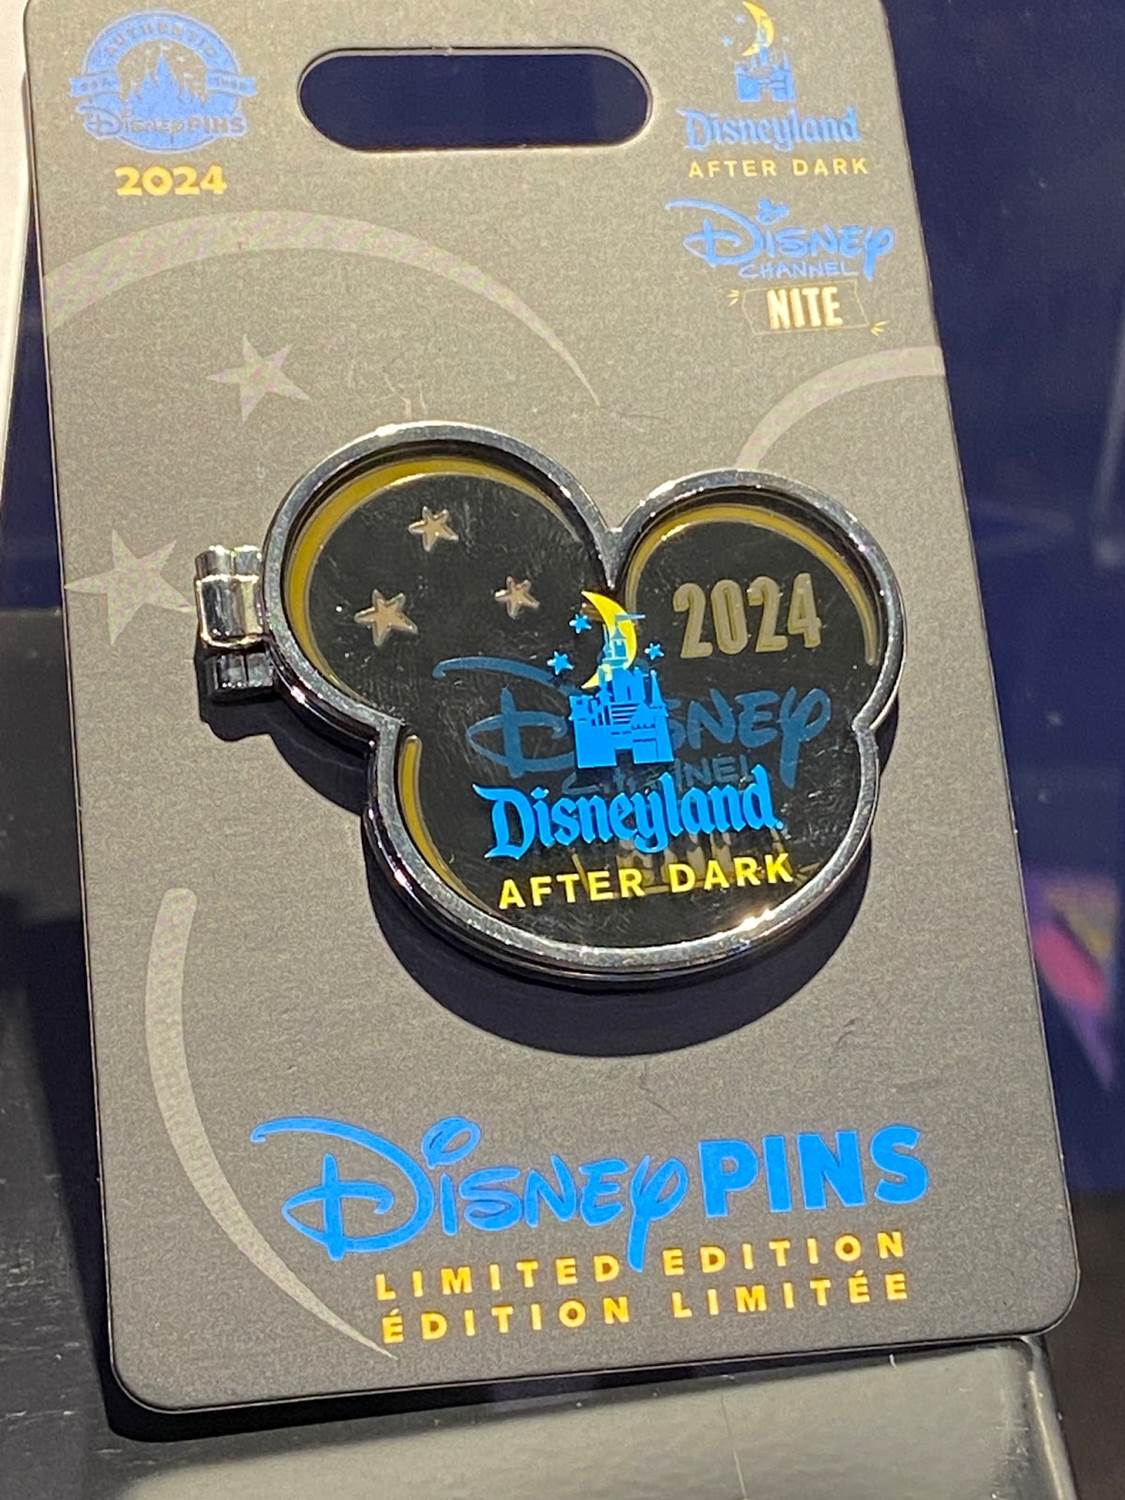 AUTHENTIC
Disney PINS
2024
Disneyland
AFTER DARK
Disney
CHANNEL
NITE
2024
Disney
CHANNEL
Disneyland
AFTER DARK
Disney PINS
LIMITED EDITION
ÉDITION LIMITÉE